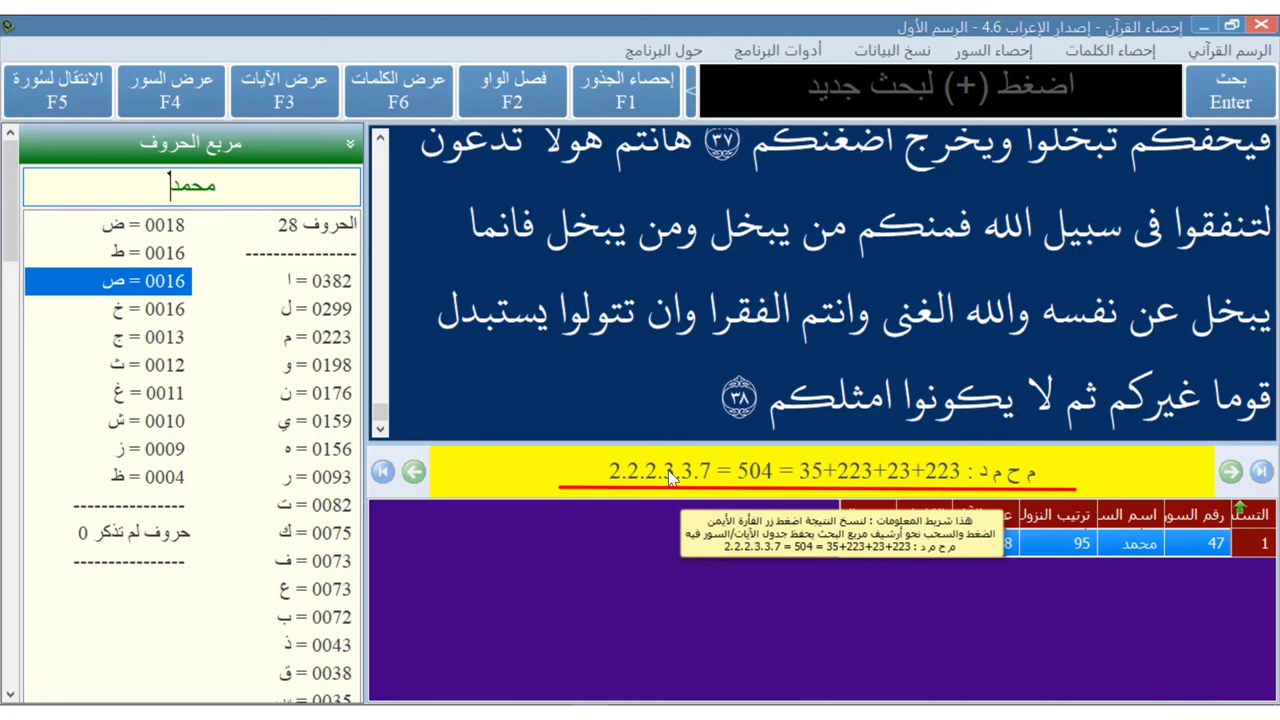 إحصاء القرآن - إصدار الإعراب 4.6 - الرسم الأول
الرسم القرآني
إحصاء الكلمات
إحصاء السور
نسخ البيانات
أدوات البرنامج
حول البرنامج
بحث
Enter
اضغط (+) لبحث جديد
>
إحصاء الجذور
F1
فصل الواو
F2
عرض الكلمات
F6
عرض الآيات
F3
عرض السور
F4
الانتقال لسورة
F5
فيحفكم تبخلوا ويخرج اضغنكم ٣٧ هانتم هولا تدعون
لتنفقوا فى سبيل الله فمنكم من يبخل ومن يبخل فانما
يبخل عن نفسه والله الغنى وانتم الفقرا وان تتولوا يستبدل
قوما غيركم ثم لا يكونوا امثلكم ٣٨
م ح م د : 223+23+223+35 = 504 = 2.2.2.3.3.7
هذا شريط المعلومات : لنسخ النتيجة اضغط زر الفأرة الأيمن
الضغط والسحب نحو أرشيف مربع البحث يحفظ جدول الآيات/السور فيه
م ح م د : 223+23+223+35 = 504 = 2.2.2.3.3.7
رقم السور
اسم الس
ترتيب النزول
1
47
محمد
95
8
مربع الحروف
محمد
الحروف 28
----------------
0382 = ا
0299 = ل
0223 = م
0198 = و
0176 = ن
0159 = ي
0156 = ه
0093 = ر
0082 = ت
0075 = ك
0073 = ف
0073 = ع
0072 = ب
0043 = ذ
0038 = ق
0018 = ض
0016 = ط
0016 = ص
0016 = خ
0013 = ج
0012 = ث
0011 = غ
0010 = ش
0009 = ز
0004 = ظ
----------------
حروف لم تذكر 0
----------------